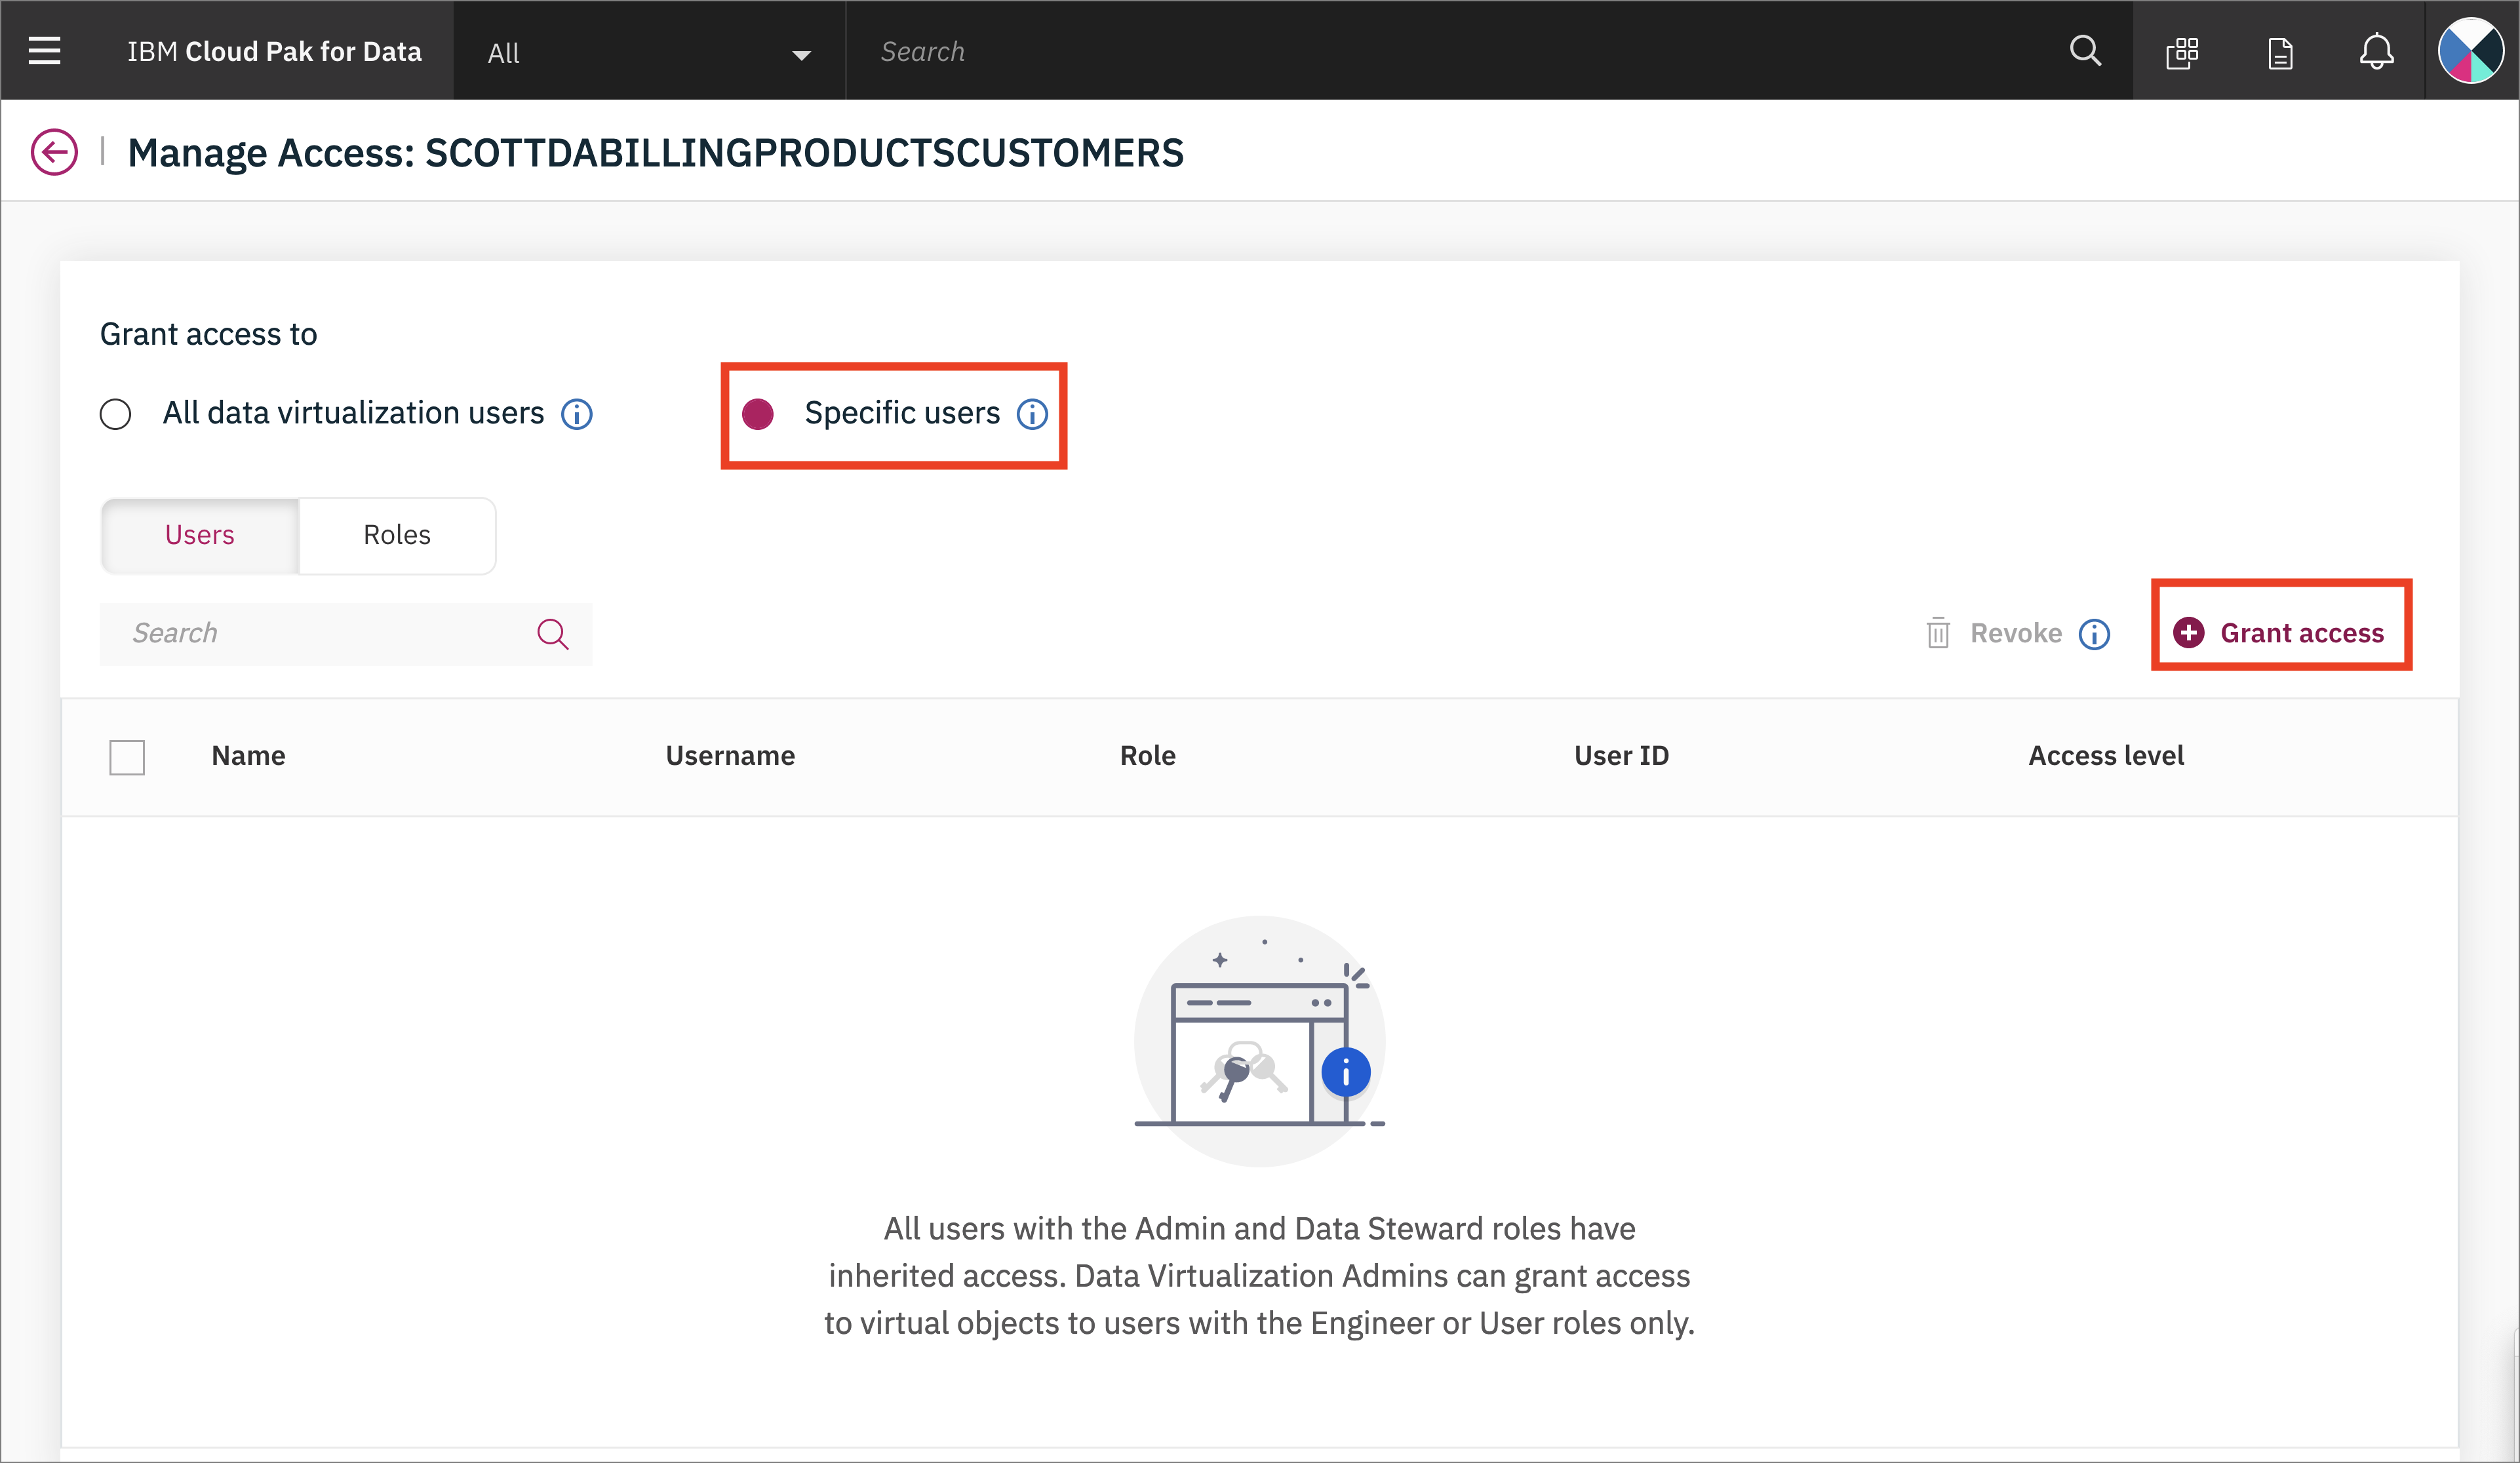 IBM Cloud Pak for Data
All
Search
Manage Access: SCOTTDABILLINGPRODUCTSCUSTOMERS
Grant access to
All data virtualization users
Specific users
Users
Roles
Search
Revoke
Grant access
Name
Username
Role
User ID
Access level
All users with the Admin and Data Steward roles have
inherited access. Data Virtualization Admins can grant access
to virtual objects to users with the Engineer or User roles only.